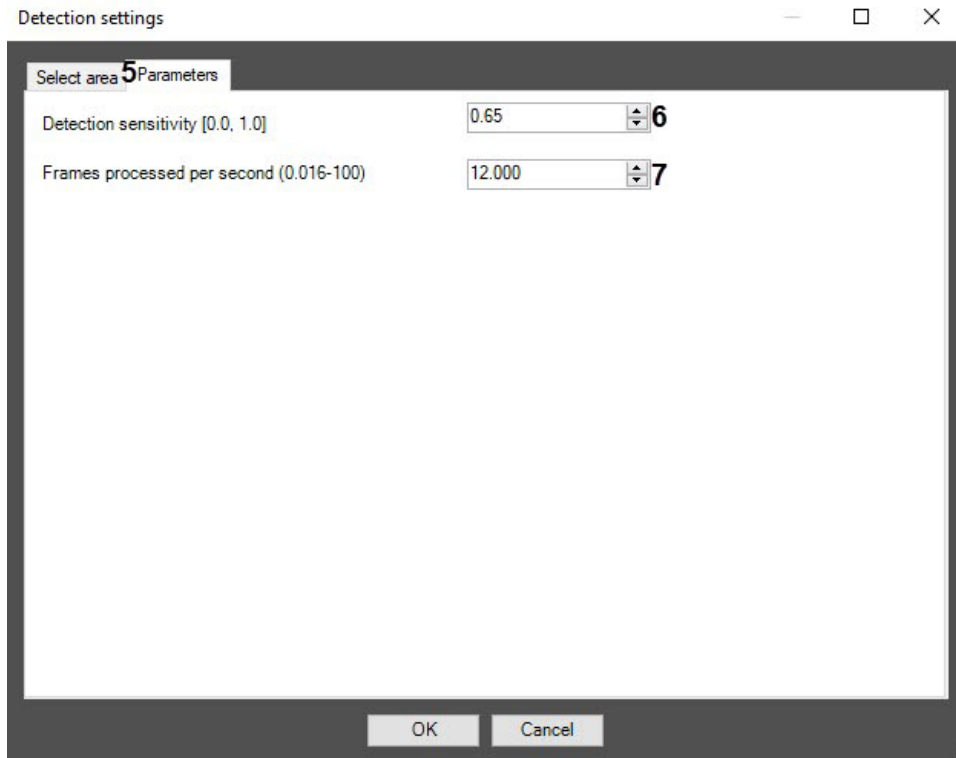 Detection settings
Select area 5 Parameters
Detection sensitivity [0.0, 1.0] 0.65 6
Frames processed per second (0.016-100) 12.000 7
OK Cancel